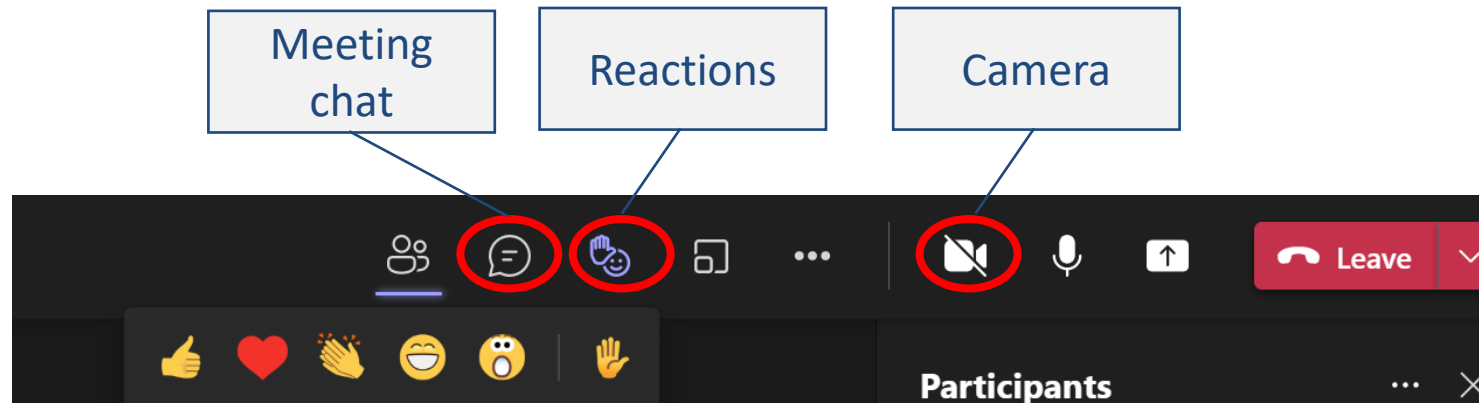 Meeting
chat
Reactions
Camera
Leave
Participants